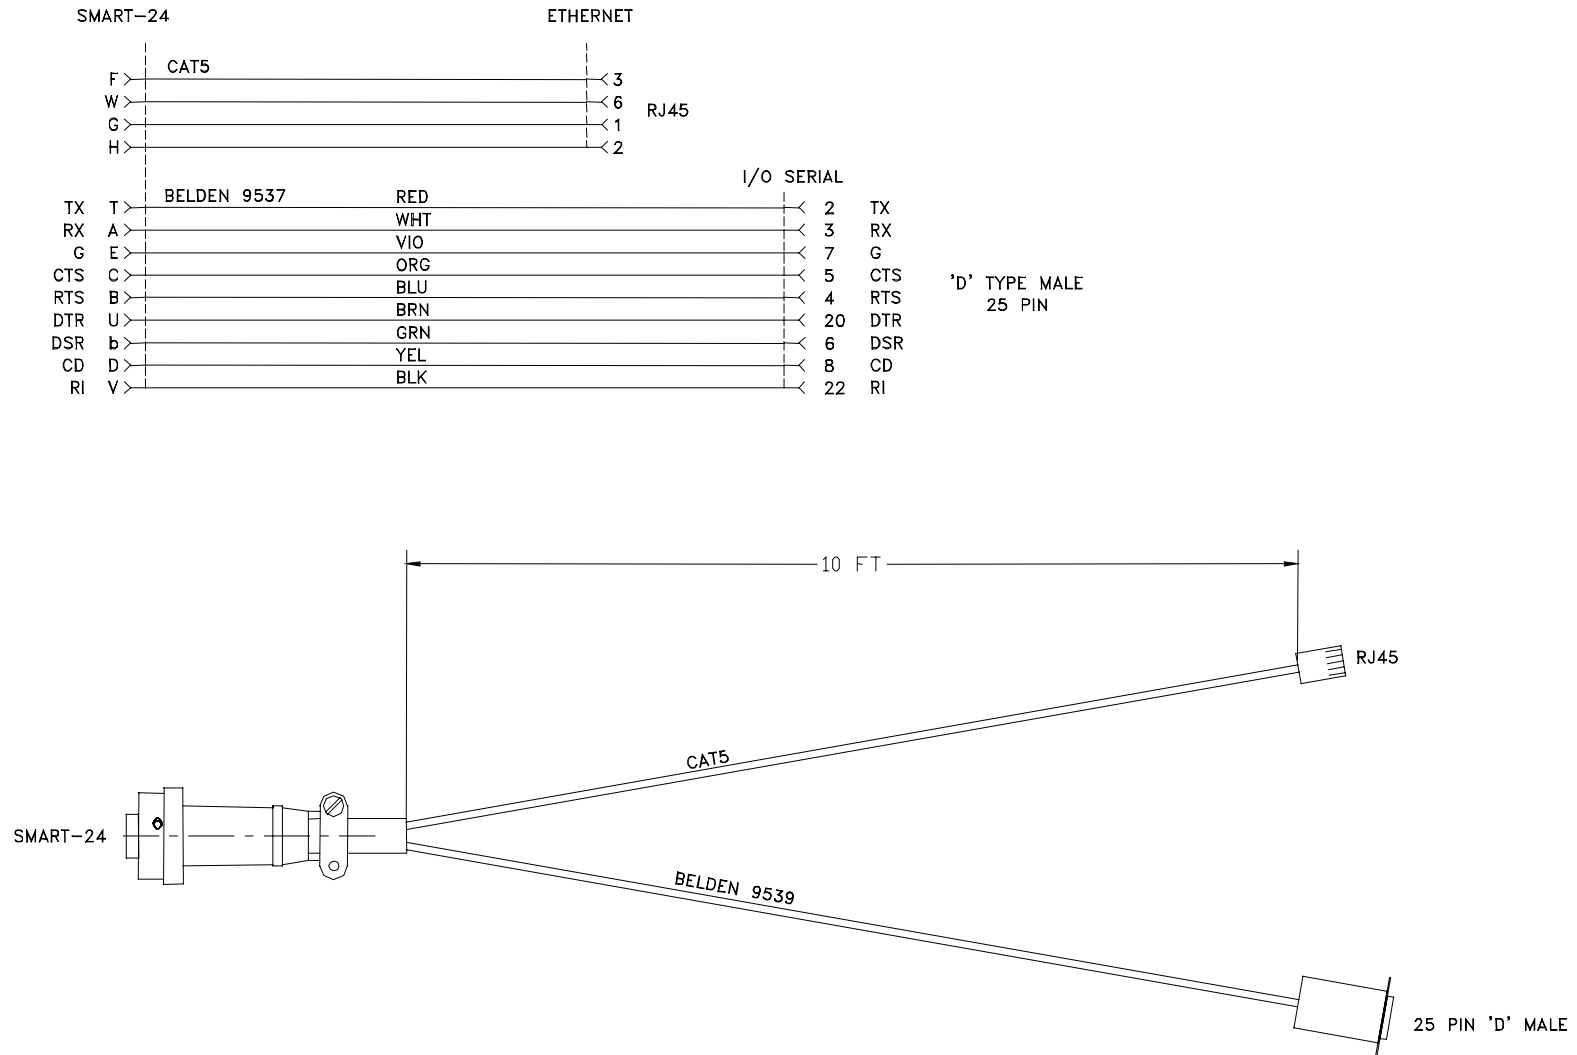 SMART-24 ETHERNET
CAT5
F 3
W 6
RJ45
G 1
H 2
I/O SERIAL
BELDEN 9537 RED
TX T 2 TX
WHT
RX A 3 RX
VIO
G E 7 G
ORG
CTS C 5 CTS
BLU
RTS B 4 RTS
BRN
DTR U 20 DTR
GRN
DSR b 6 DSR
YEL
CD D 8 CD
BLK
RI V 22 RI
'D' TYPE MALE
25 PIN
10 FT
RJ45
CAT5
SMART-24
BELDEN 9539
25 PIN 'D' MALE